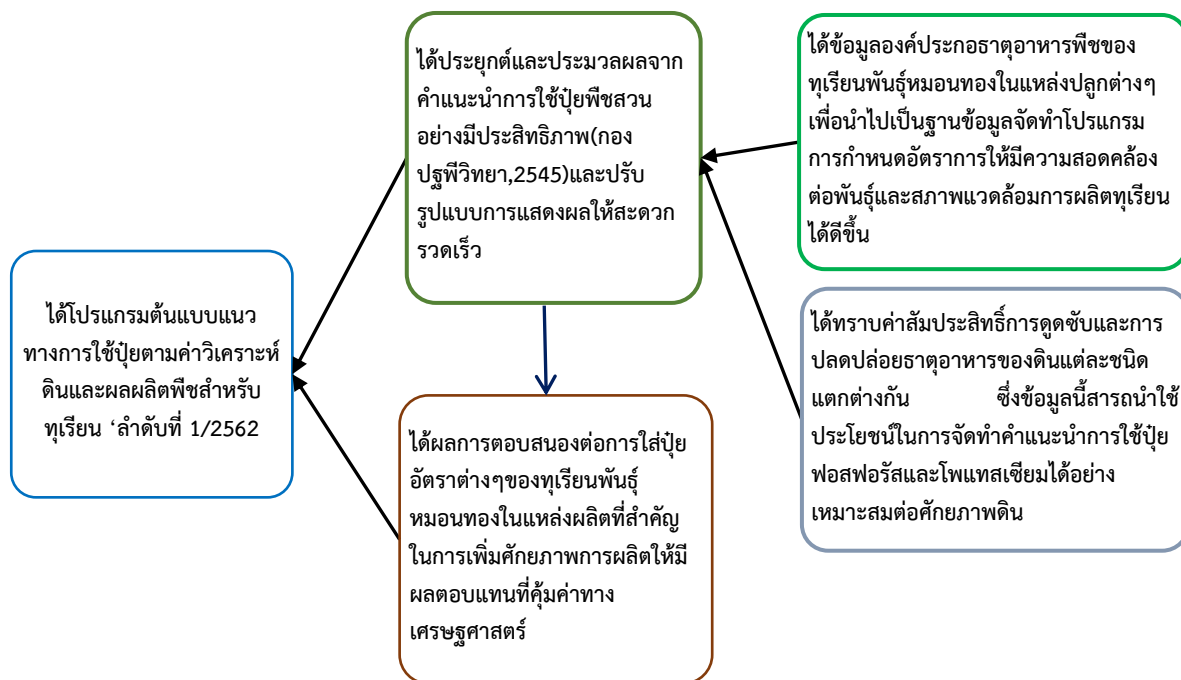 ได้ประยุกต์และประมวลผลจาก
คำแนะนำการใช้ปุ๋ยพืชสวน
อย่างมีประสิทธิภาพ(กอง
ปฐพีวิทยา,2545)และปรับ
รูปแบบการแสดงผลให้สะดวก
รวดเร็ว
ได้ข้อมูลองค์ประกอธาตุอาหารพืชของ
ทุเรียนพันธุ์หมอนทองในแหล่งปลูกต่างๆ
เพื่อนำไปเป็นฐานข้อมูลจัดทำโปรแกรม
การกำหนดอัตราการให้มีความสอดคล้อง
ต่อพันธุ์และสภาพแวดล้อมการผลิตทุเรียน
ได้ดีขึ้น
ได้โปรแกรมต้นแบบแนว
ทางการใช้ปุ๋ยตามค่าวิเคราะห์
ดินและผลผลิตพืชสำหรับ
ทุเรียน ‘ลำดับที่ 1/2562
ได้ทราบค่าสัมประสิทธิ์การดูดซับและการ
ปลดปล่อยธาตุอาหารของดินแต่ละชนิด
แตกต่างกัน ซึ่งข้อมูลนี้สารถนำใช้
ประโยชน์ในการจัดทำคำแนะนำการใช้ปุ๋ย
ฟอสฟอรัสและโพแทสเซียมได้อย่าง
เหมาะสมต่อศักยภาพดิน
ได้ผลการตอบสนองต่อการใส่ปุ๋ย
อัตราต่างๆของทุเรียนพันธุ์
หมอนทองในแหล่งผลิตที่สำคัญ
ในการเพิ่มศักยภาพการผลิตให้มี
ผลตอบแทนที่คุ้มค่าทาง
เศรษฐศาสตร์